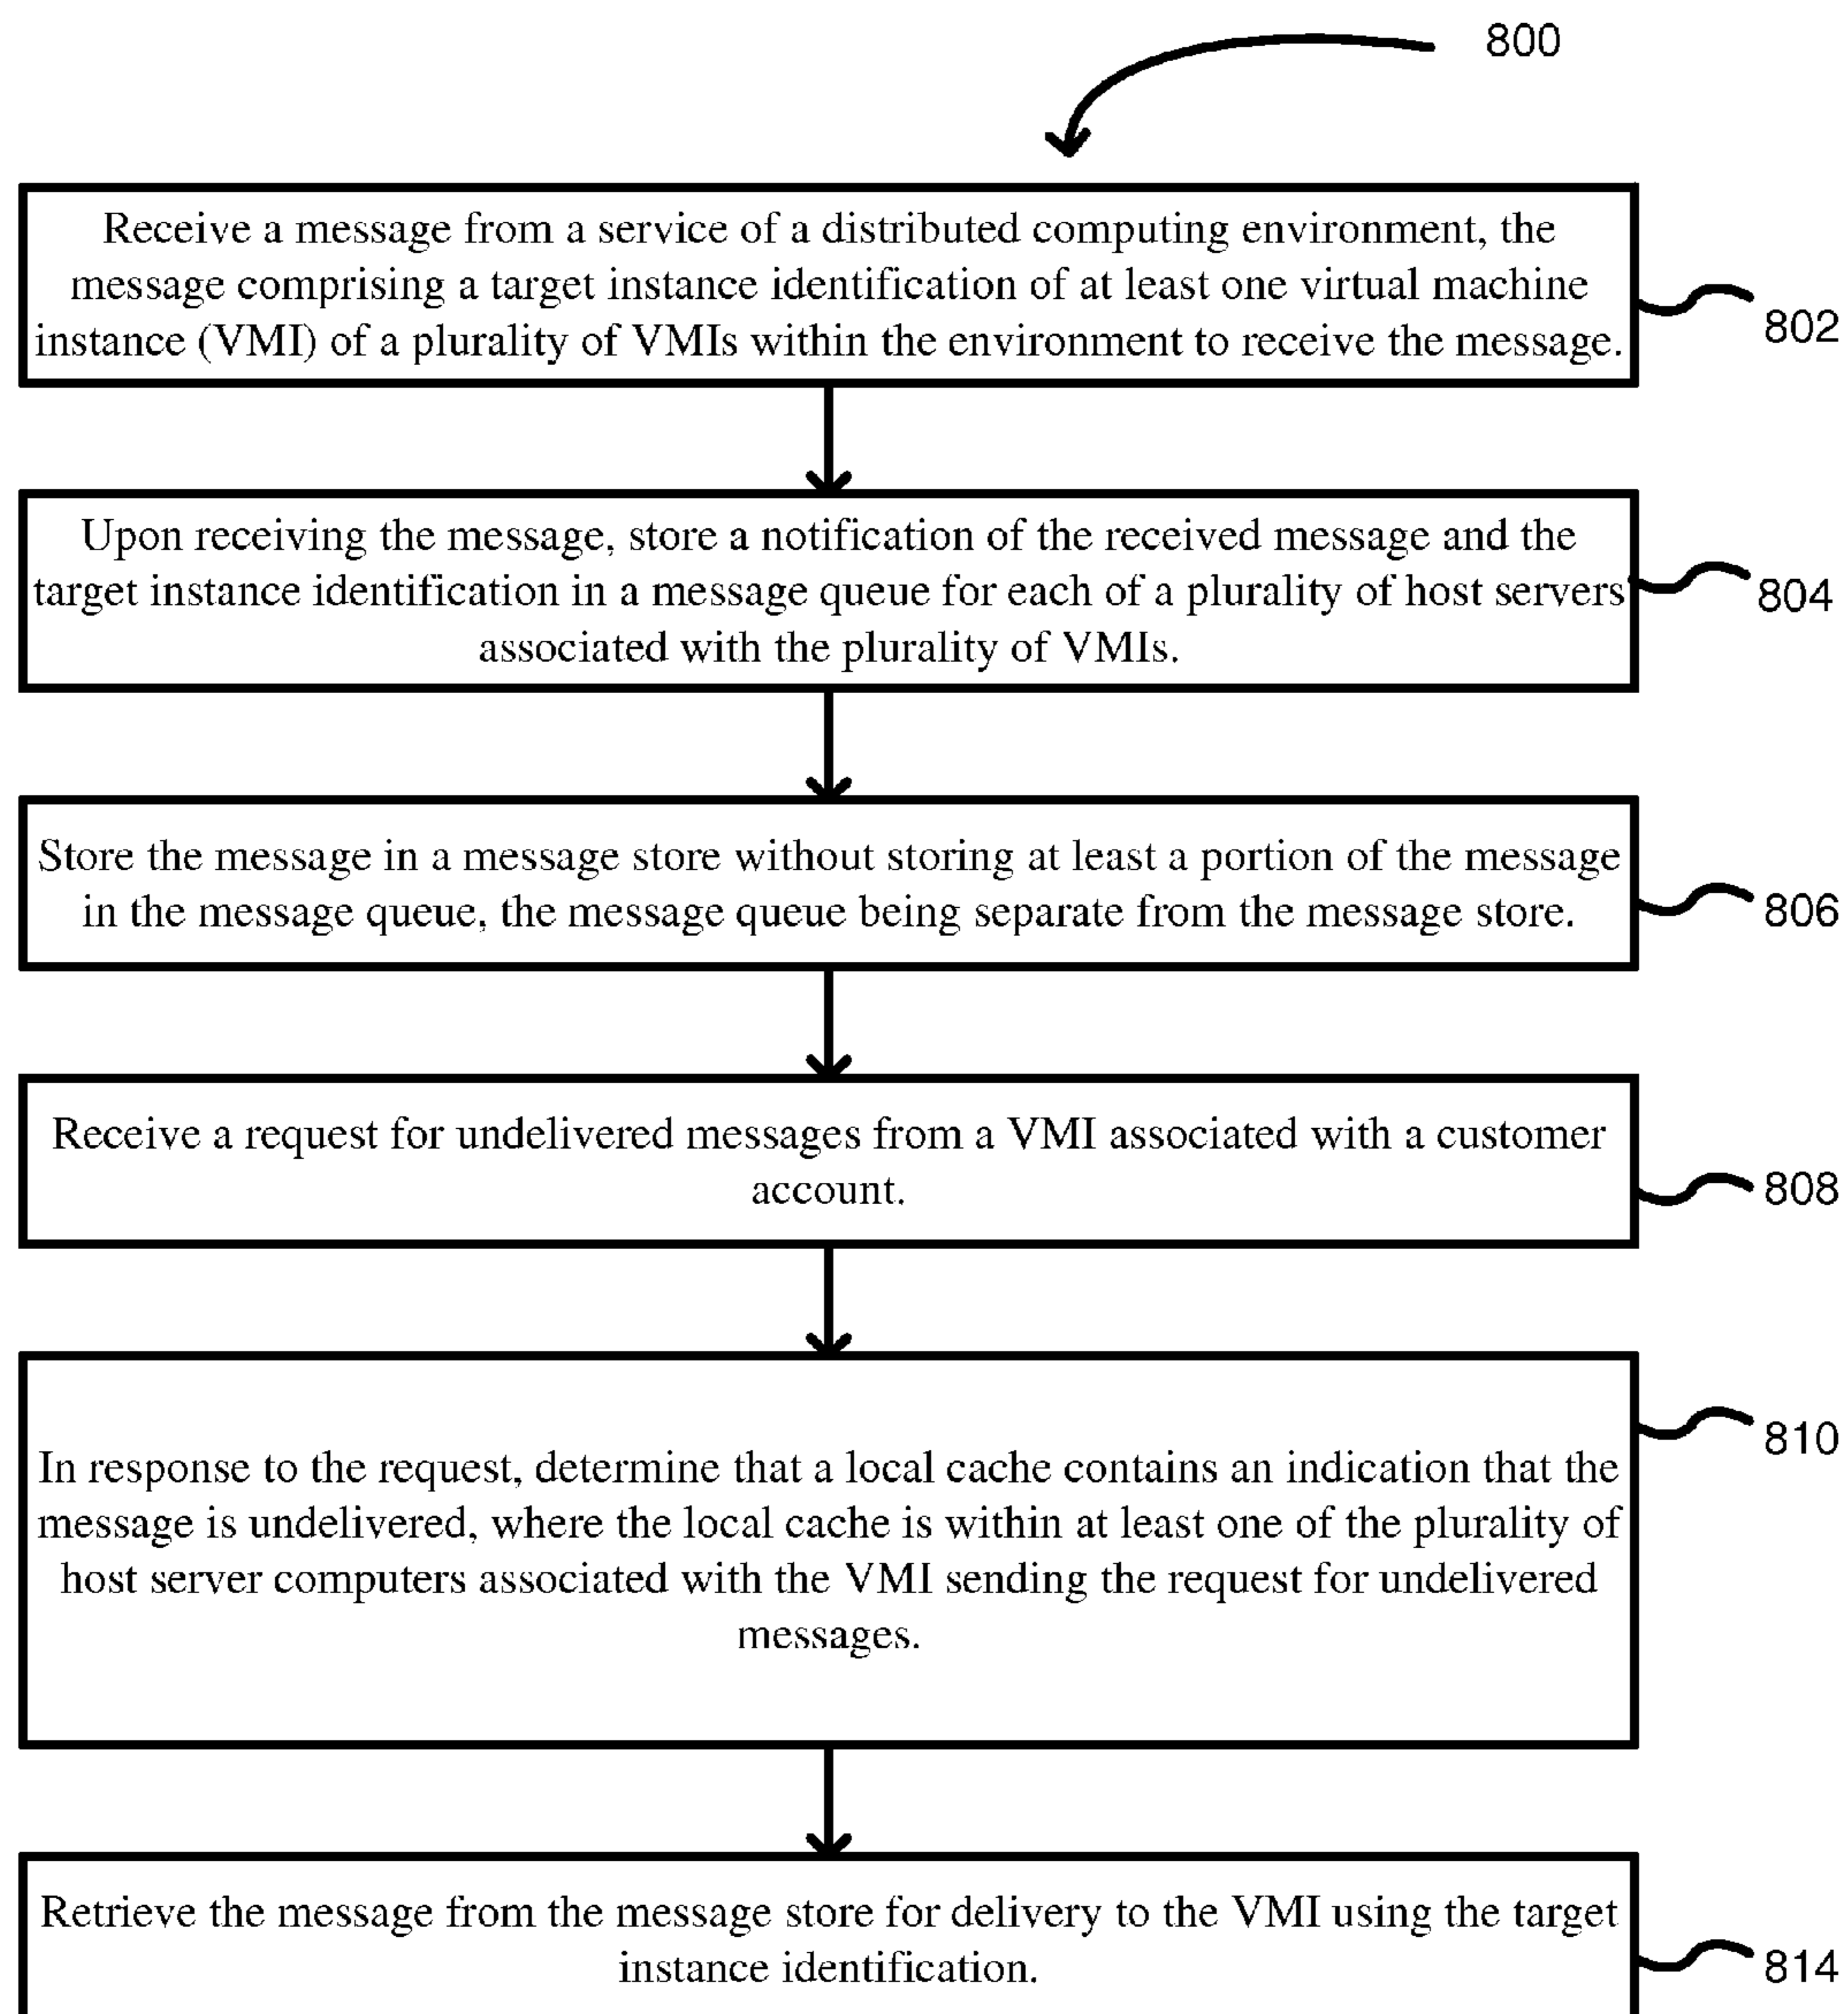 800
Receive a message from a service of a distributed computing environment, the
message comprising a target instance identification of at least one virtual machine
instance (VMI) of a plurality of VMIs within the environment to receive the message.
802
Upon receiving the message, store a notification of the received message and the
target instance identification in a message queue for each of a plurality of host servers
associated with the plurality of VMIs.
804
Store the message in a message store without storing at least a portion of the message
in the message queue, the message queue being separate from the message store.
806
Receive a request for undelivered messages from a VMI associated with a customer
account.
808
In response to the request, determine that a local cache contains an indication that the
message is undelivered, where the local cache is within at least one of the plurality of
host server computers associated with the VMI sending the request for undelivered
messages.
810
Retrieve the message from the message store for delivery to the VMI using the target
instance identification.
814